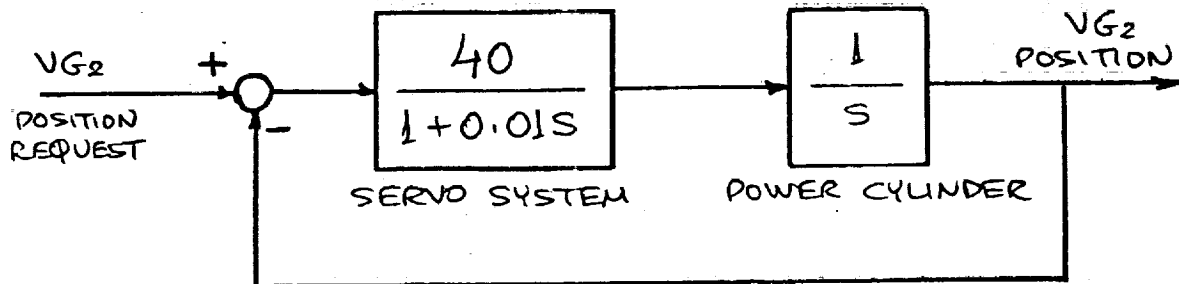 VG2
POSITION
REQUEST
+
-
40
1+0.01S
SERVO SYSTEM
1
S
POWER CYLINDER
VG2
POSITION